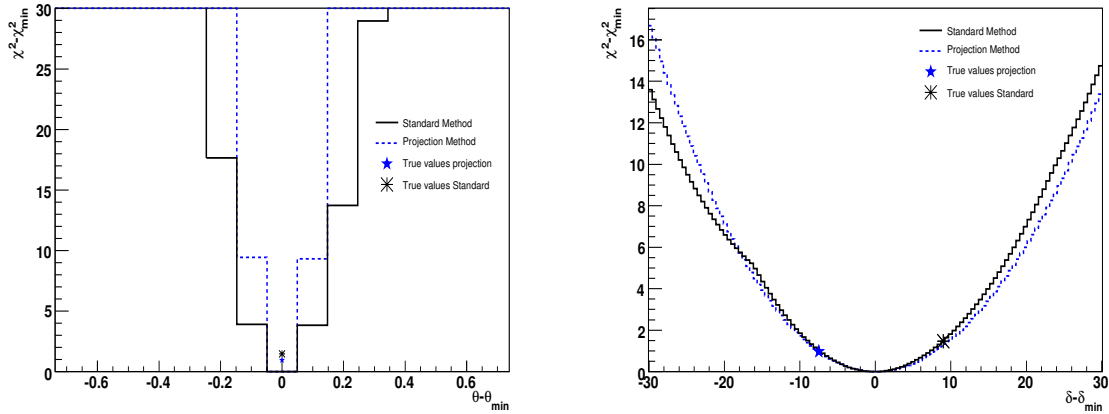 χ²-χ²min
30
25
20
15
10
5
0
-0.6 -0.4 -0.2 0 0.2 0.4 0.6
θ-θmin
Standard Method
Projection Method
True values projection
True values Standard
χ²-χ²min
16
14
12
10
8
6
4
2
0
-30 -20 -10 0 10 20 30
δ-δmin
Standard Method
Projection Method
True values projection
True values Standard